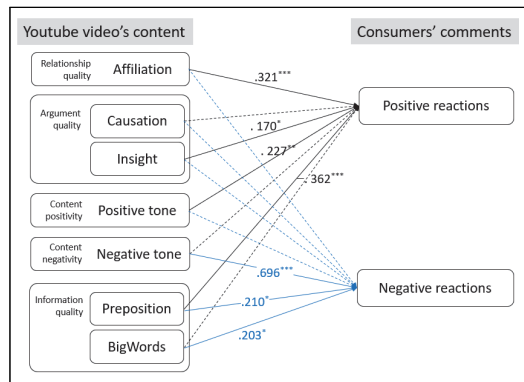 Youtube video's content
Consumers' comments
Relationship
quality
Affiliation
.321***
Positive reactions
Argument
quality
Causation
.170*
Insight
.227**
-.362***
Content
positivity
Positive tone
Content
negativity
Negative tone
.696***
Negative reactions
Information
quality
Preposition
.210*
BigWords
.203*